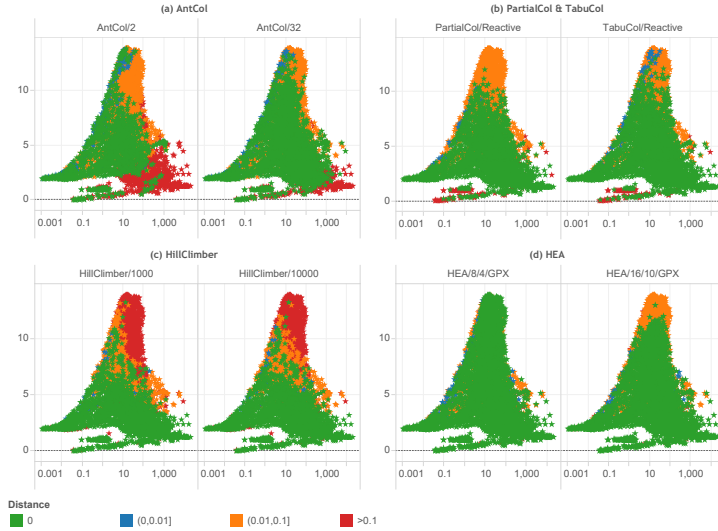 (a) AntCol
(b) PartialCol & TabuCol
AntCol/2
AntCol/32
PartialCol/Reactive
TabuCol/Reactive
10
5
0
0.001 0.1 10 1,000
0.001 0.1 10 1,000
10
5
0
0.001 0.1 10 1,000
0.001 0.1 10 1,000
(c) HillClimber
(d) HEA
HillClimber/1000
HillClimber/10000
HEA/8/4/GPX
HEA/16/10/GPX
10
5
0
0.001 0.1 10 1,000
0.001 0.1 10 1,000
10
5
0
0.001 0.1 10 1,000
0.001 0.1 10 1,000
Distance
0
(0,0.01]
(0.01,0.1]
>0.1